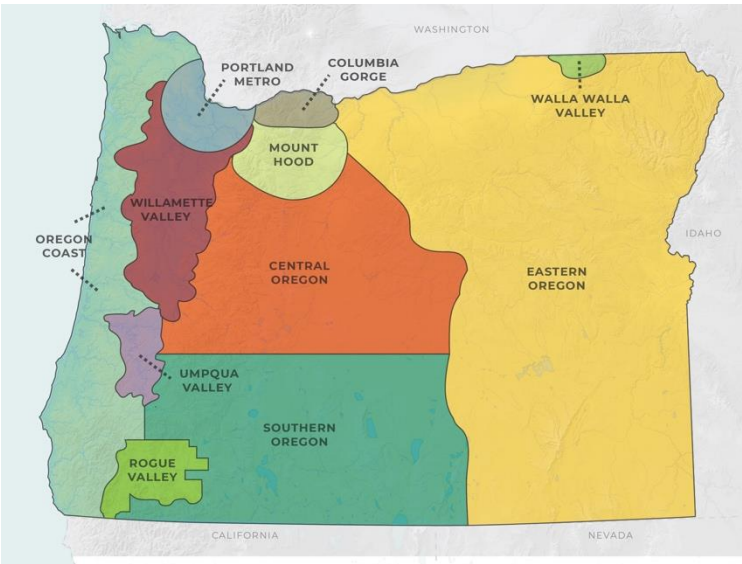 WASHINGTON
PORTLAND
METRO
COLUMBIA
GORGE
WALLA WALLA
VALLEY
MOUNT
HOOD
WILLAMETTE
VALLEY
OREGON
COAST
IDAHO
CENTRAL
OREGON
EASTERN
OREGON
UMPQUA
VALLEY
SOUTHERN
OREGON
ROGUE
VALLEY
CALIFORNIA
NEVADA